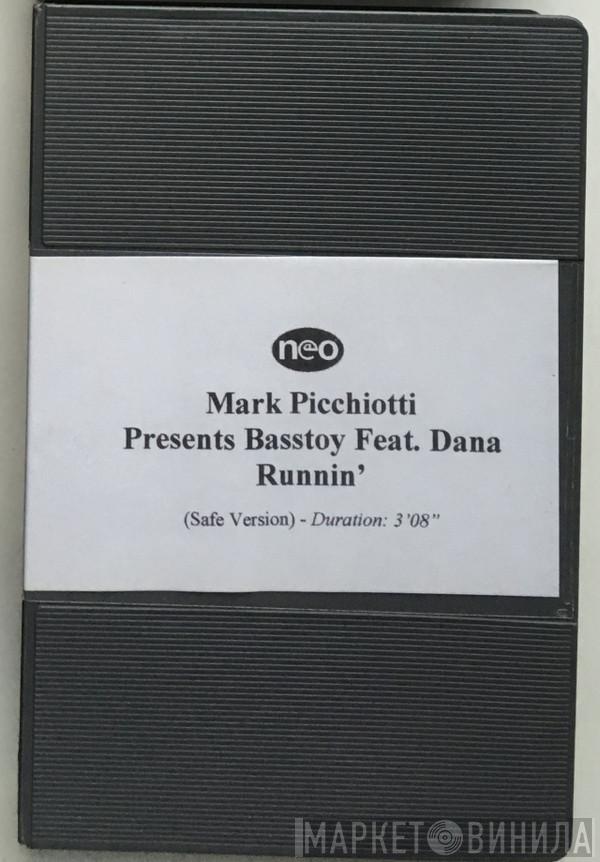 neo
Mark Picchiotti
Presents Basstoy Feat. Dana
Runnin’
(Safe Version) - Duration: 3’08”
МАРКЕТ ВИНИЛА